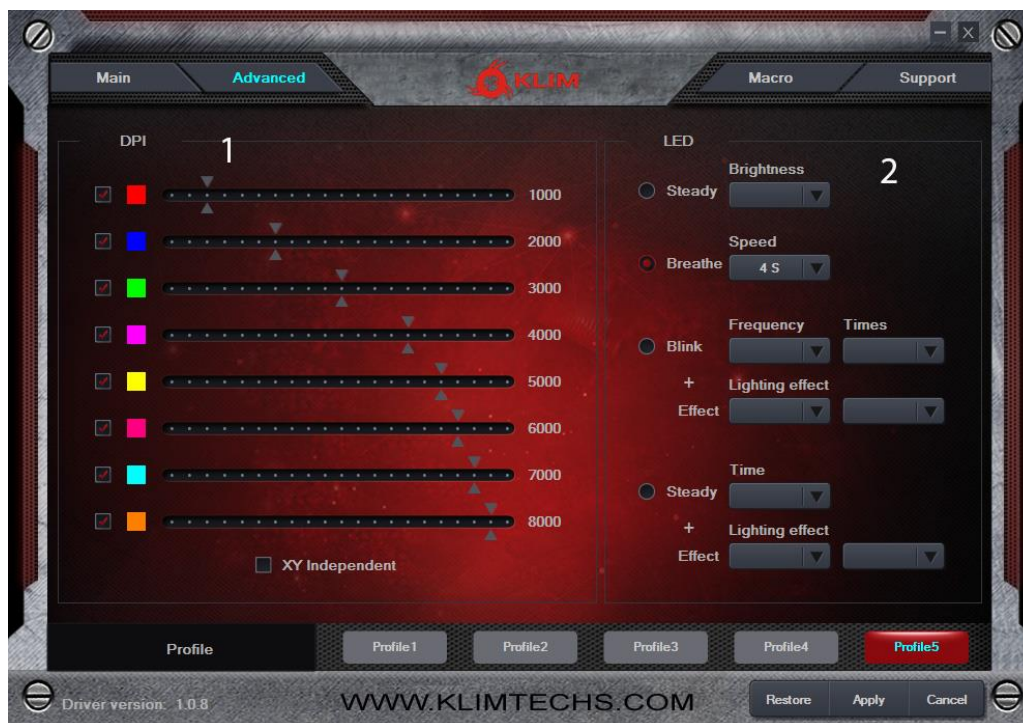 - X
Main Advanced KLIM Macro Support
DPI
1
1000
2000
3000
4000
5000
6000
7000
8000
XY Independent
LED
2
Brightness
Steady
Speed
Breathe 4 S
Frequency Times
Blink
+ Lighting effect
Effect
Time
Steady
+ Lighting effect
Effect
Profile Profile1 Profile2 Profile3 Profile4 Profile5
Driver version: 1.0.8 WWW.KLIMTECHS.COM Restore Apply Cancel